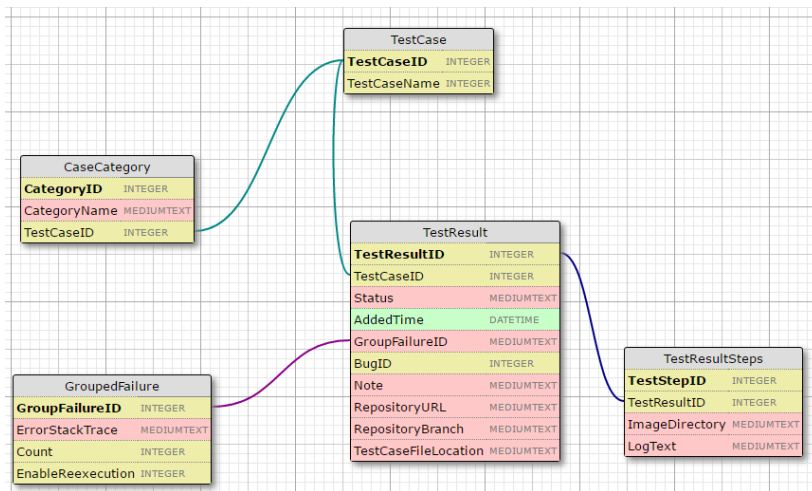 TestCase
TestCaseID INTEGER
TestCaseName INTEGER
CaseCategory
CategoryID INTEGER
CategoryName MEDIUMTEXT
TestCaseID INTEGER
TestResult
TestResultID INTEGER
TestCaseID INTEGER
Status MEDIUMTEXT
AddedTime DATETIME
GroupFailureID MEDIUMTEXT
BugID INTEGER
Note MEDIUMTEXT
RepositoryURL MEDIUMTEXT
RepositoryBranch MEDIUMTEXT
TestCaseFileLocation MEDIUMTEXT
GroupedFailure
GroupFailureID INTEGER
ErrorStackTrace MEDIUMTEXT
Count INTEGER
EnableReexecution INTEGER
TestResultSteps
TestStepID INTEGER
TestResultID INTEGER
ImageDirectory MEDIUMTEXT
LogText MEDIUMTEXT